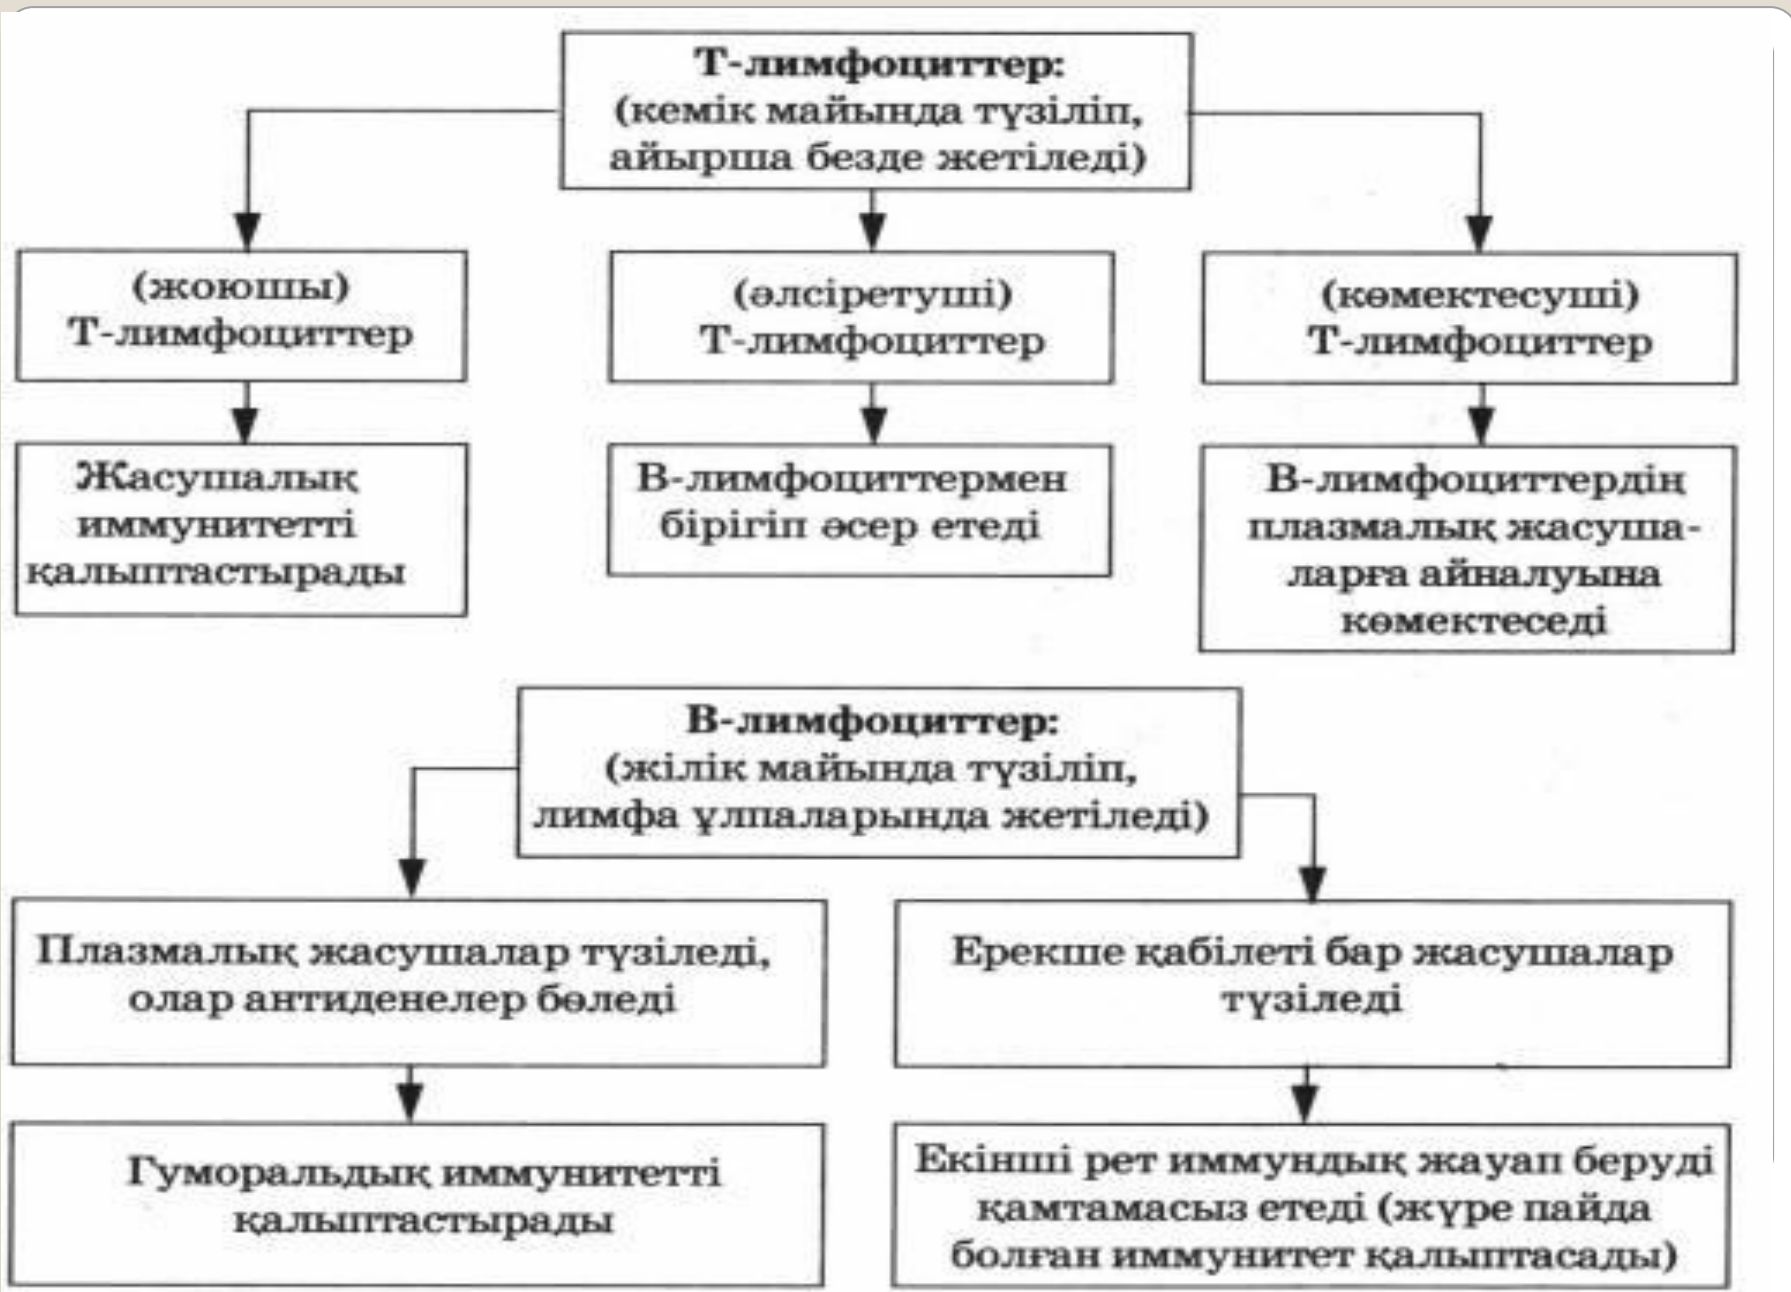 Т-лимфоциттер:
(кемік майында түзіліп,
айырша безде жетіледі)
(жоюшы)
Т-лимфоциттер
(әлсіретуші)
Т-лимфоциттер
(көмектесуші)
Т-лимфоциттер
Жасушалық
иммунитетті
қалыптастырады
В-лимфоциттермен
бірігіп әсер етеді
В-лимфоциттердің
плазмалық жасуша-
ларға айналуына
көмектеседі
В-лимфоциттер:
(жілік майында түзіліп,
лимфа ұлпаларында жетіледі)
Плазмалық жасушалар түзіледі,
олар антиденелер бөледі
Ерекше қабілеті бар жасушалар
түзіледі
Гуморальдық иммунитетті
қалыптастырады
Екінші рет иммундық жауап беруді
қамтамасыз етеді (жүре пайда
болған иммунитет қалыптасады)